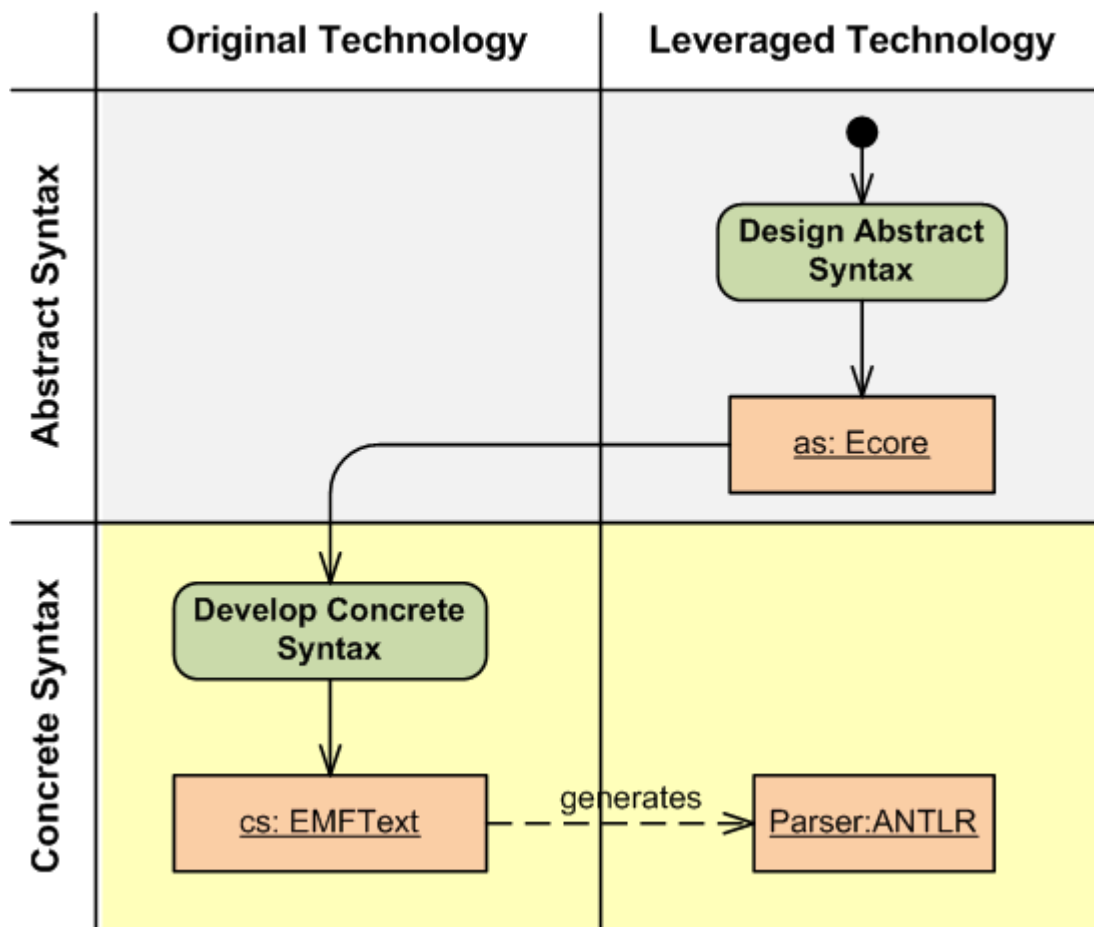 Original Technology
Leveraged Technology
Abstract Syntax
Design Abstract
Syntax
as: Ecore
Concrete Syntax
Develop Concrete
Syntax
cs: EMFText
generates
Parser:ANTLR